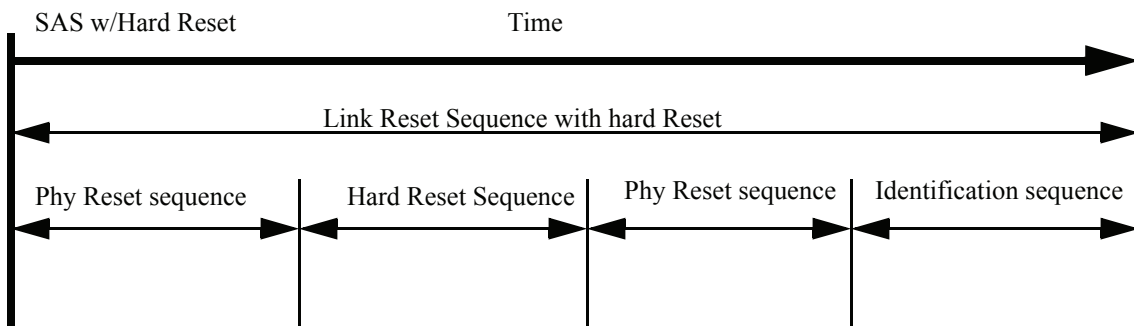 SAS w/Hard Reset
Time
Link Reset Sequence with hard Reset
Phy Reset sequence
Hard Reset Sequence
Phy Reset sequence
Identification sequence